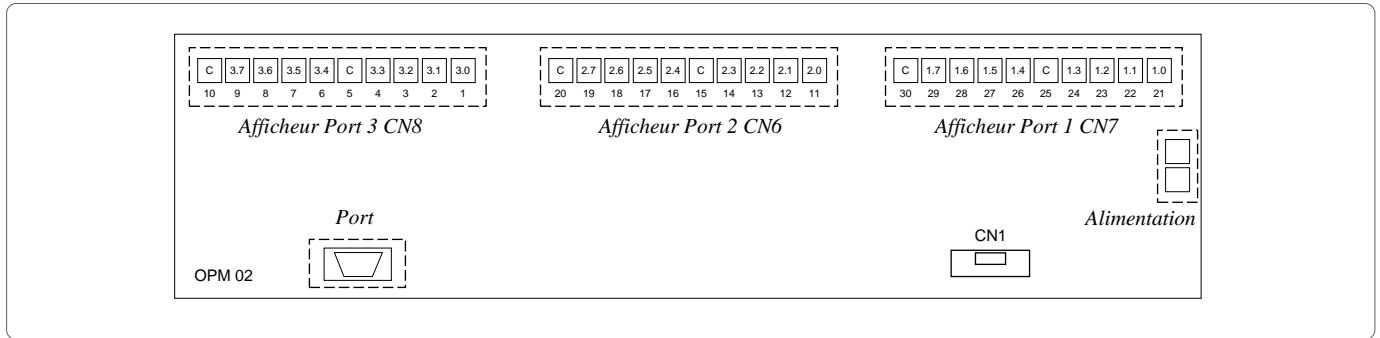 C 3.7 3.6 3.5 3.4 C 3.3 3.2 3.1 3.0
10 9 8 7 6 5 4 3 2 1
Afficheur Port 3 CN8
C 2.7 2.6 2.5 2.4 C 2.3 2.2 2.1 2.0
20 19 18 17 16 15 14 13 12 11
Afficheur Port 2 CN6
C 1.7 1.6 1.5 1.4 C 1.3 1.2 1.1 1.0
30 29 28 27 26 25 24 23 22 21
Afficheur Port 1 CN7
Alimentation
Port
CN1
OPM 02